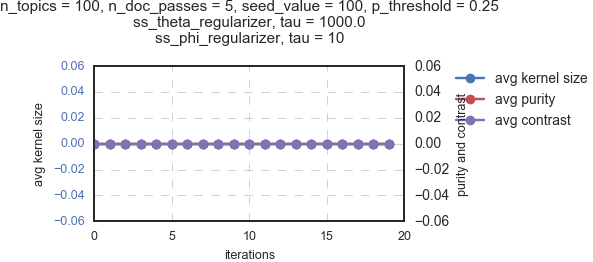 n_topics = 100, n_doc_passes = 5, seed_value = 100, p_threshold = 0.25
ss_theta_regularizer, tau = 1000.0
ss_phi_regularizer, tau = 10
0.06
0.04
0.02
0.00
−0.02
−0.04
−0.06
avg kernel size
0.06
0.04
0.02
0.00
−0.02
−0.04
−0.06
purity and contrast
avg kernel size
avg purity
avg contrast
0 5 10 15 20
iterations